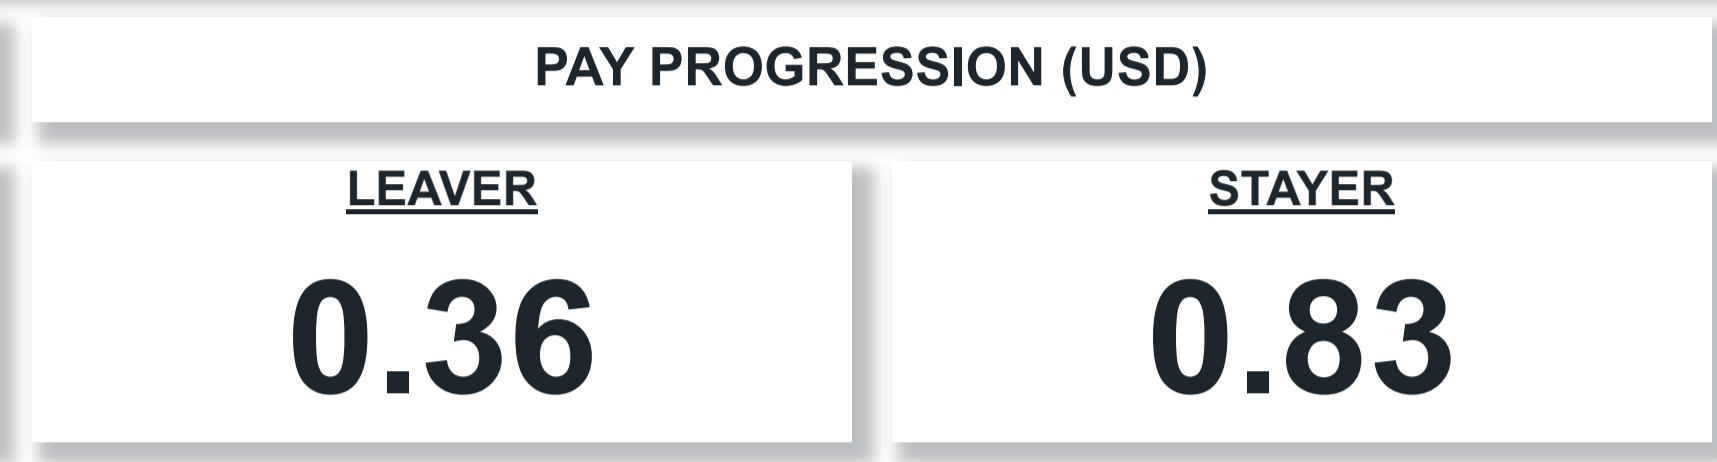 PAY PROGRESSION (USD)
LEAVER
STAYER
0.36
0.83